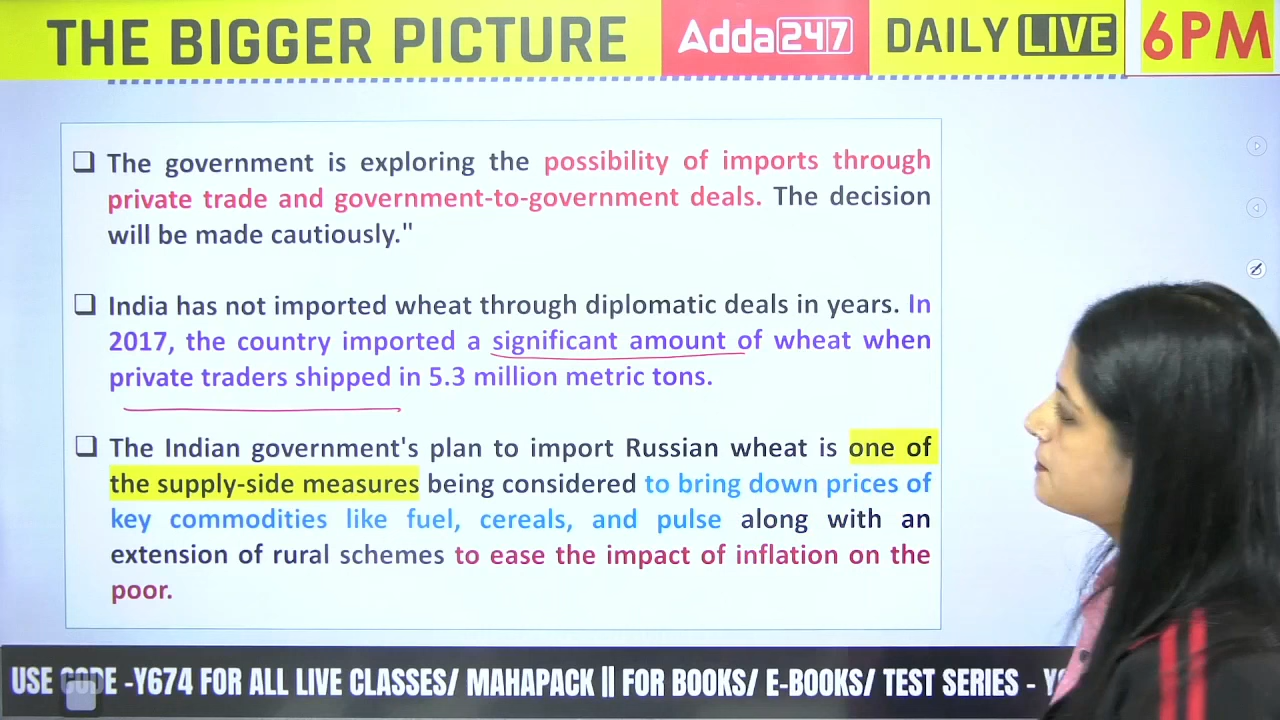 THE BIGGER PICTURE
Adda247
DAILY LIVE
6PM
The government is exploring the possibility of imports through
private trade and government-to-government deals. The decision
will be made cautiously."
India has not imported wheat through diplomatic deals in years. In
2017, the country imported a significant amount of wheat when
private traders shipped in 5.3 million metric tons.
The Indian government's plan to import Russian wheat is one of
the supply-side measures being considered to bring down prices of
key commodities like fuel, cereals, and pulse along with an
extension of rural schemes to ease the impact of inflation on the
poor.
USE CODE -Y674 FOR ALL LIVE CLASSES/ MAHAPACK || FOR BOOKS/ E-BOOKS/ TEST SERIES -